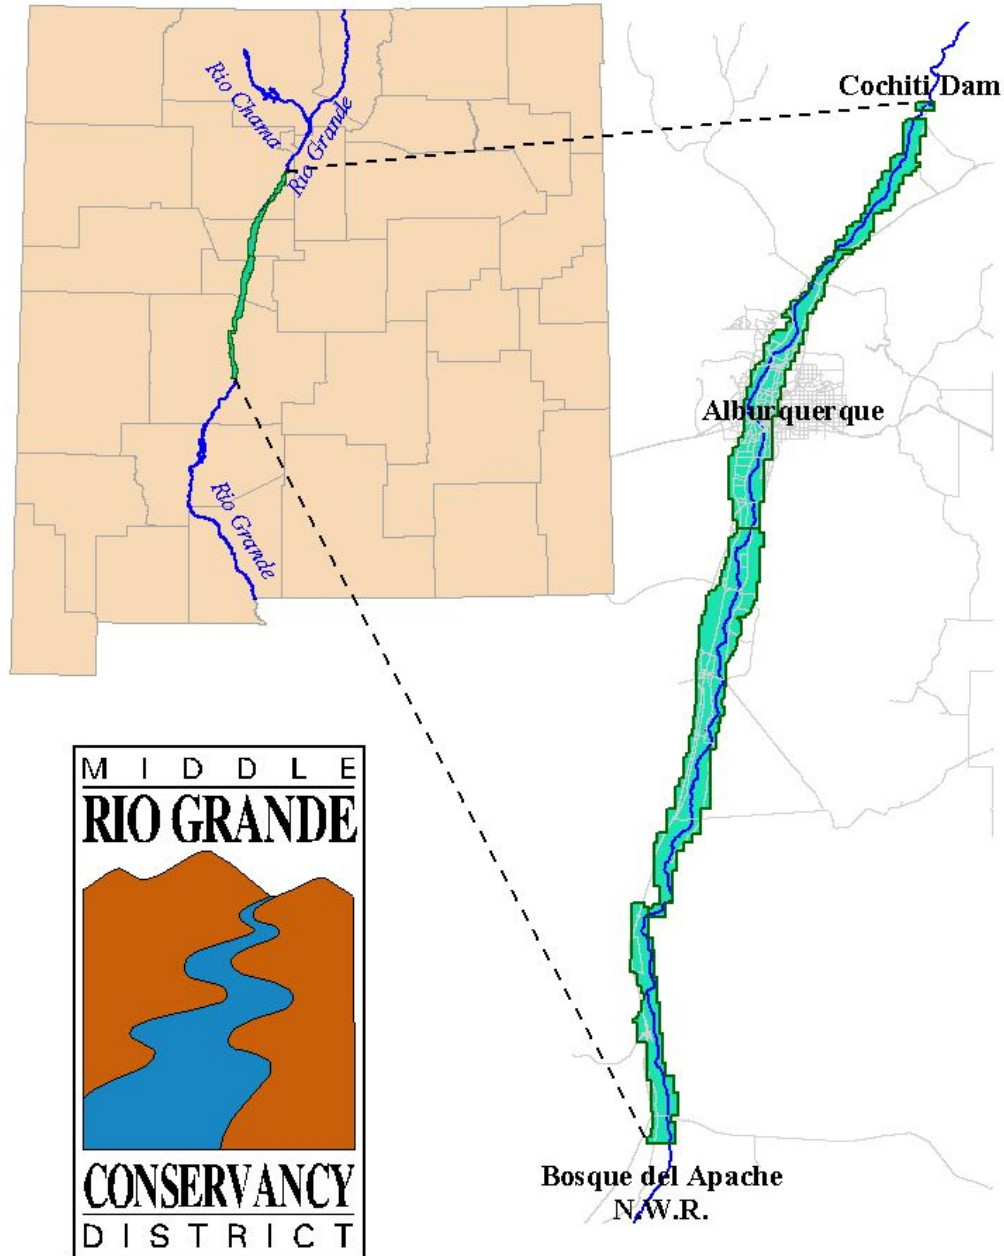 Rio Chama
Rio Grande
Cochiti Dam
Alburquerque
Rio Grande
MIDDLE
RIO GRANDE
CONSERVANCY
DISTRICT
Bosque del Apache
N.W.R.